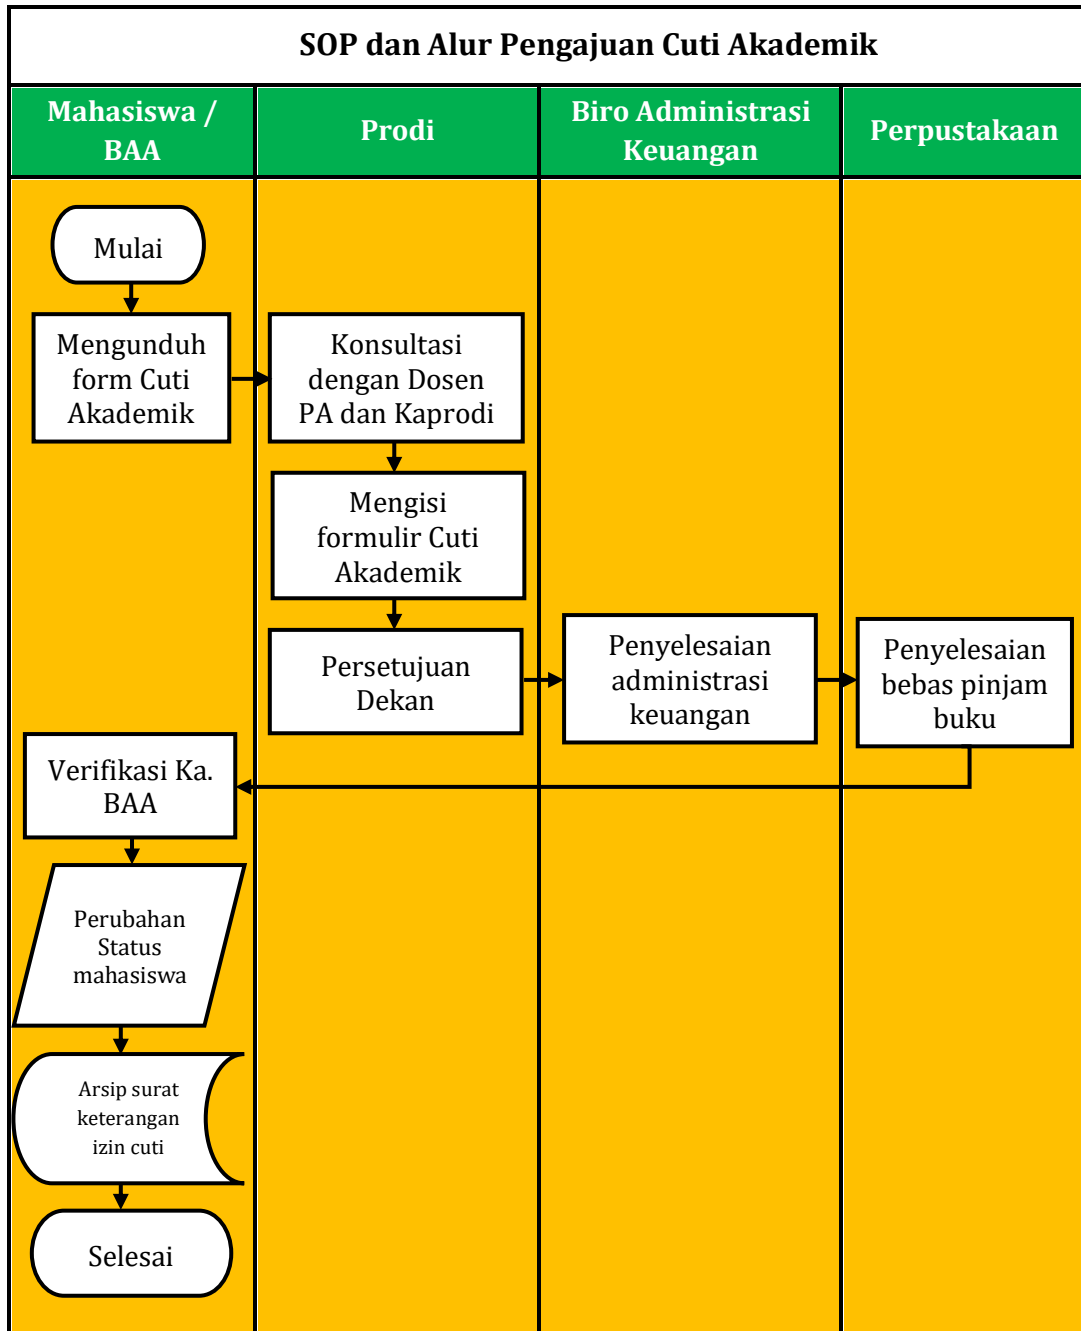 SOP dan Alur Pengajuan Cuti Akademik
Mahasiswa /
BAA
Prodi
Biro Administrasi
Keuangan
Perpustakaan
Mulai
Mengunduh
form Cuti
Akademik
Konsultasi
dengan Dosen
PA dan Kaprodi
Mengisi
formulir Cuti
Akademik
Persetujuan
Dekan
Penyelesaian
administrasi
keuangan
Penyelesaian
bebas pinjam
buku
Verifikasi Ka.
BAA
Perubahan
Status
mahasiswa
Arsip surat
keterangan
izin cuti
Selesai